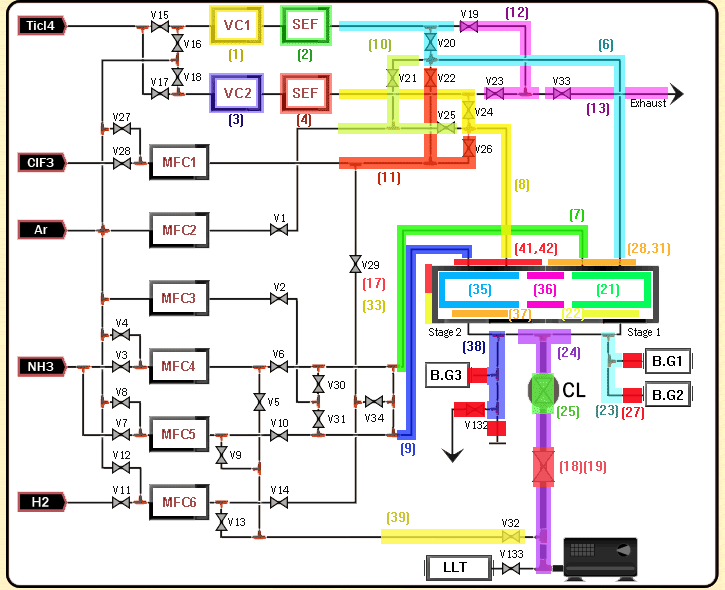 V15 V19 (12)
Ticl4 VC1 SEF
V16 V20 (6)
(1) (2) (10)
V18 V21 V22 V23 V33
V17 VC2 SEF
(3) (4) V24 (13) Exhaust
V27 V25
V28 V26
ClF3 MFC1
(11) (8)
(7)
V1
Ar MFC2
(41,42) (28,31)
V29
(17)
(33)
V2
MFC3 (35) (36) (21)
(37) (22)
V4 Stage 2 Stage 1
(38) (24)
V3 V6
NH3 MFC4 B.G1
B.G3
V30 CL
V8 V5 V34 B.G2
(25) (23) (27)
V31
V7 V10 V132
MFC5
(9)
V9
V12 (18)(19)
V11 V14
H2 MFC6
(39)
V13 V32
V133
LLT